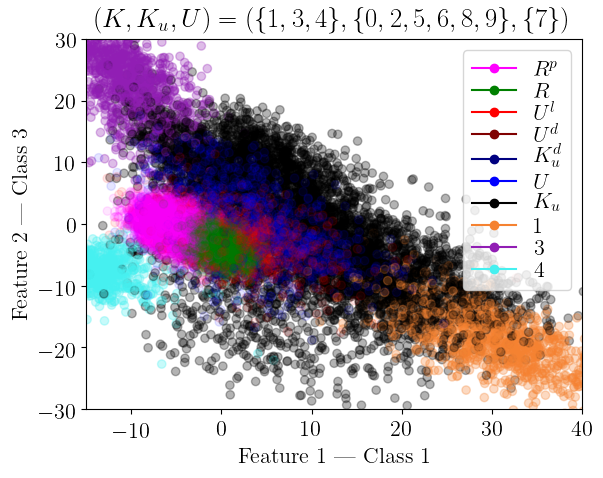 (K, K_u, U) = ({1, 3, 4}, {0, 2, 5, 6, 8, 9}, {7})
30
20
10
0
−10
−20
−30
Feature 2 — Class 3
R^p
R
U^l
U^d
K_u^d
U
K_u
1
3
4
−10
0
10
20
30
40
Feature 1 — Class 1